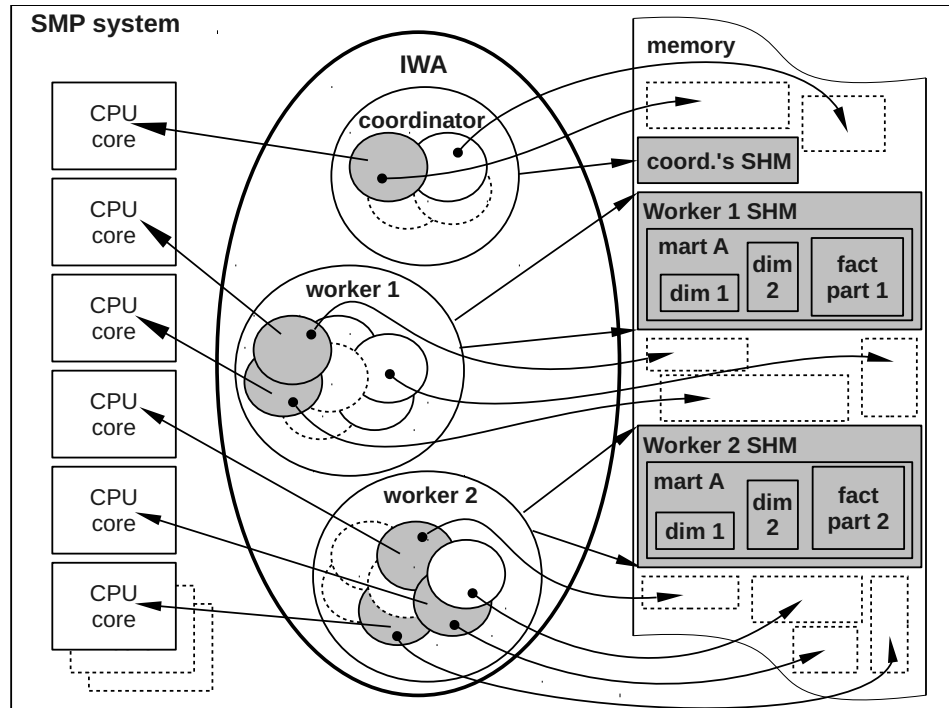 SMP system
CPU
core
CPU
core
CPU
core
CPU
core
CPU
core
CPU
core
IWA
coordinator
worker 1
worker 2
memory
coord.'s SHM
Worker 1 SHM
mart A
dim 1
dim
2
fact
part 1
Worker 2 SHM
mart A
dim 1
dim
2
fact
part 2